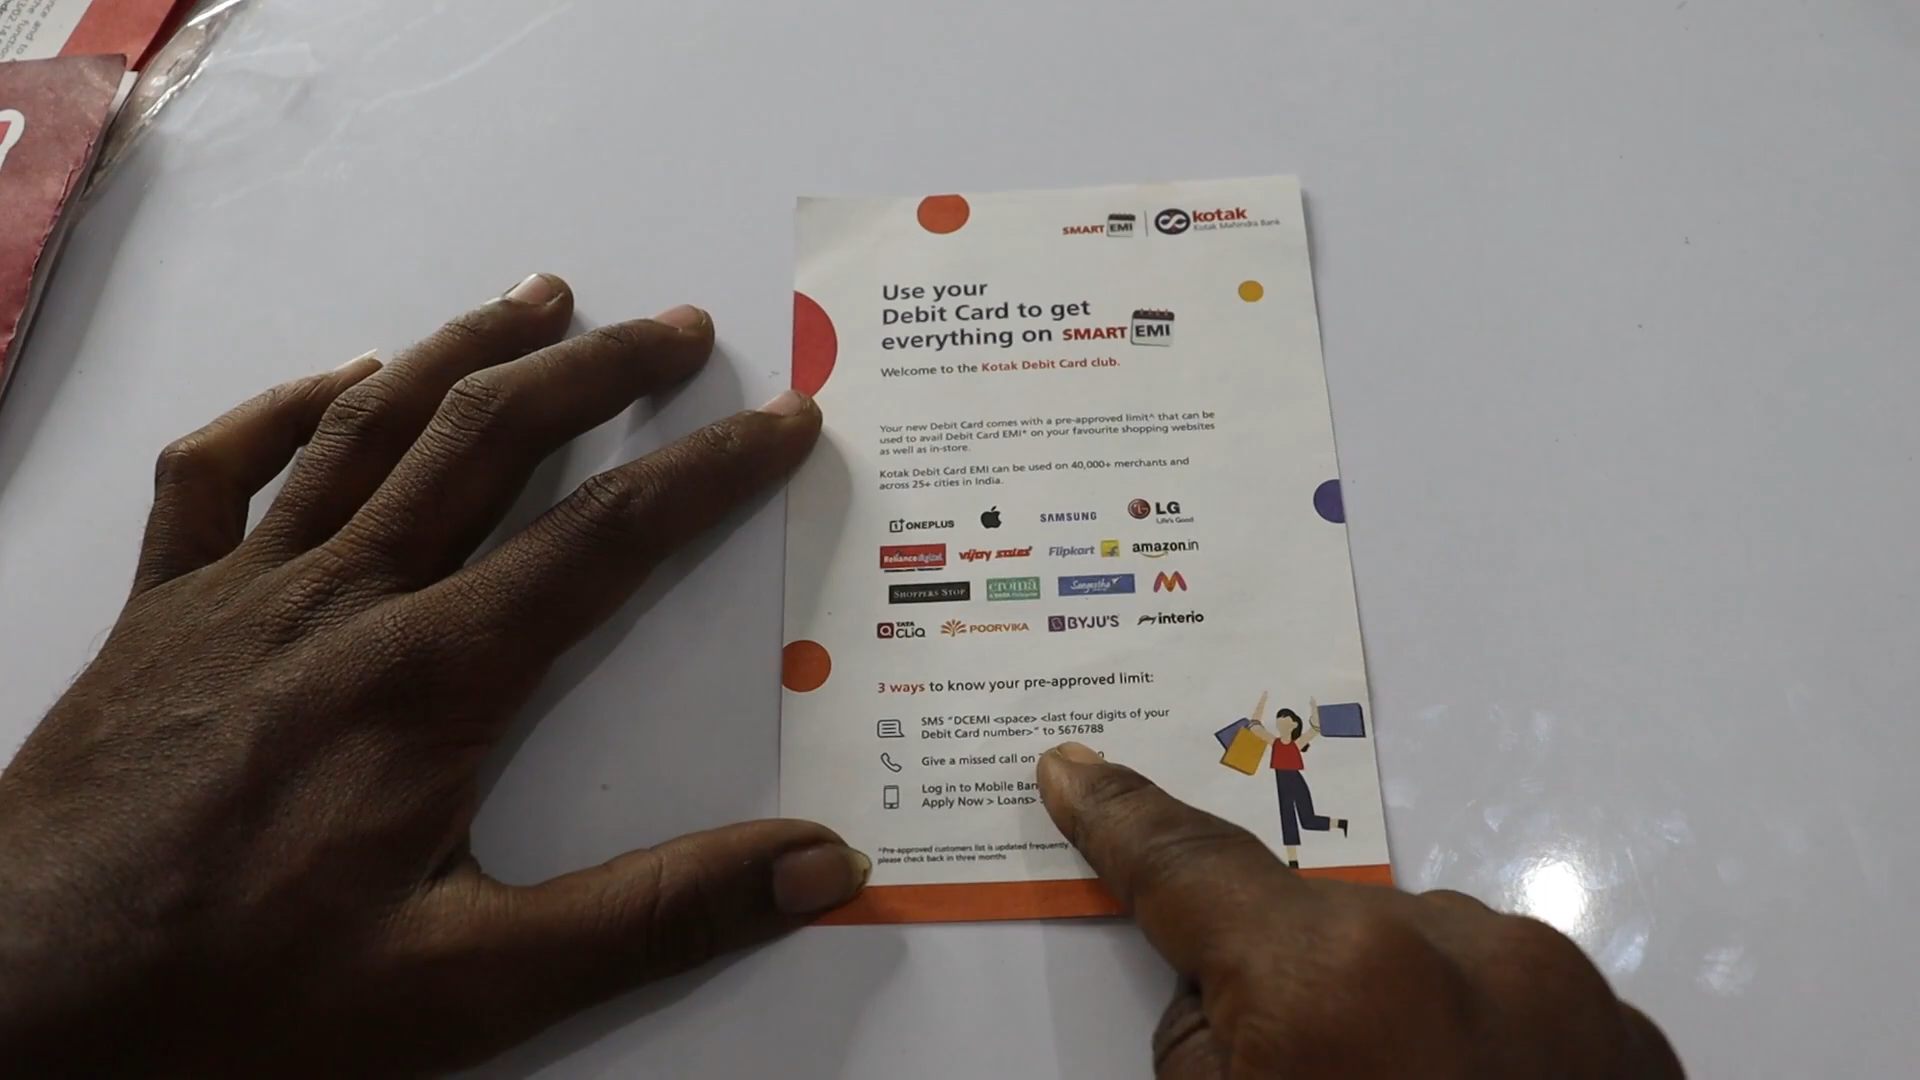 SMART EMI kotak
Kotak Mahindra Bank
Use your
Debit Card to get
everything on SMART EMI
Welcome to the Kotak Debit Card club.
Your new Debit Card comes with a pre-approved limit^ that can be
used to avail Debit Card EMI* on your favourite shopping websites
as well as in-store.
Kotak Debit Card EMI can be used on 40,000+ merchants and
across 25+ cities in India.
ONEPLUS SAMSUNG LG
Life's Good
Reliance digital vijay sales Flipkart amazon.in
SHOPPERS STOP croma Sangeetha
TATA CLiQ POORVIKA BYJU'S interio
3 ways to know your pre-approved limit:
SMS "DCEMI <space> <last four digits of your
Debit Card number>" to 5676788
Give a missed call on
Log in to Mobile
Apply Now > Loans>
^Pre-approved customers list is updated frequently
please check back in three months